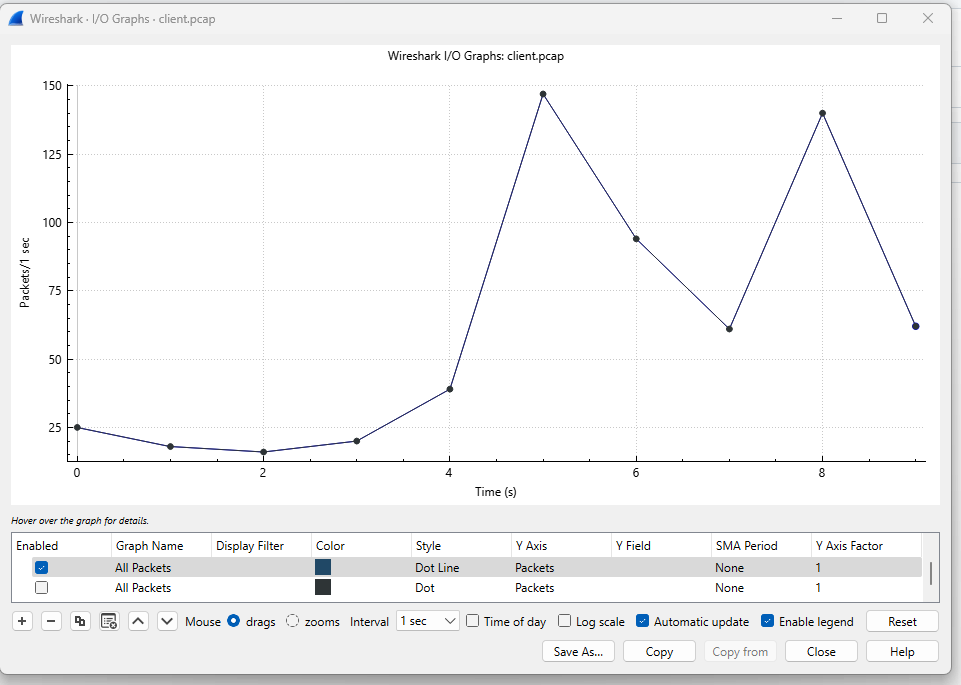 Wireshark · I/O Graphs · client.pcap
Wireshark I/O Graphs: client.pcap
150
125
100
75
50
25
Packets/1 sec
0 2 4 6 8
Time (s)
Hover over the graph for details.
Enabled Graph Name Display Filter Color Style Y Axis Y Field SMA Period Y Axis Factor
All Packets Dot Line Packets None 1
All Packets Dot Packets None 1
Mouse drags zooms Interval 1 sec Time of day Log scale Automatic update Enable legend Reset
Save As... Copy Copy from Close Help